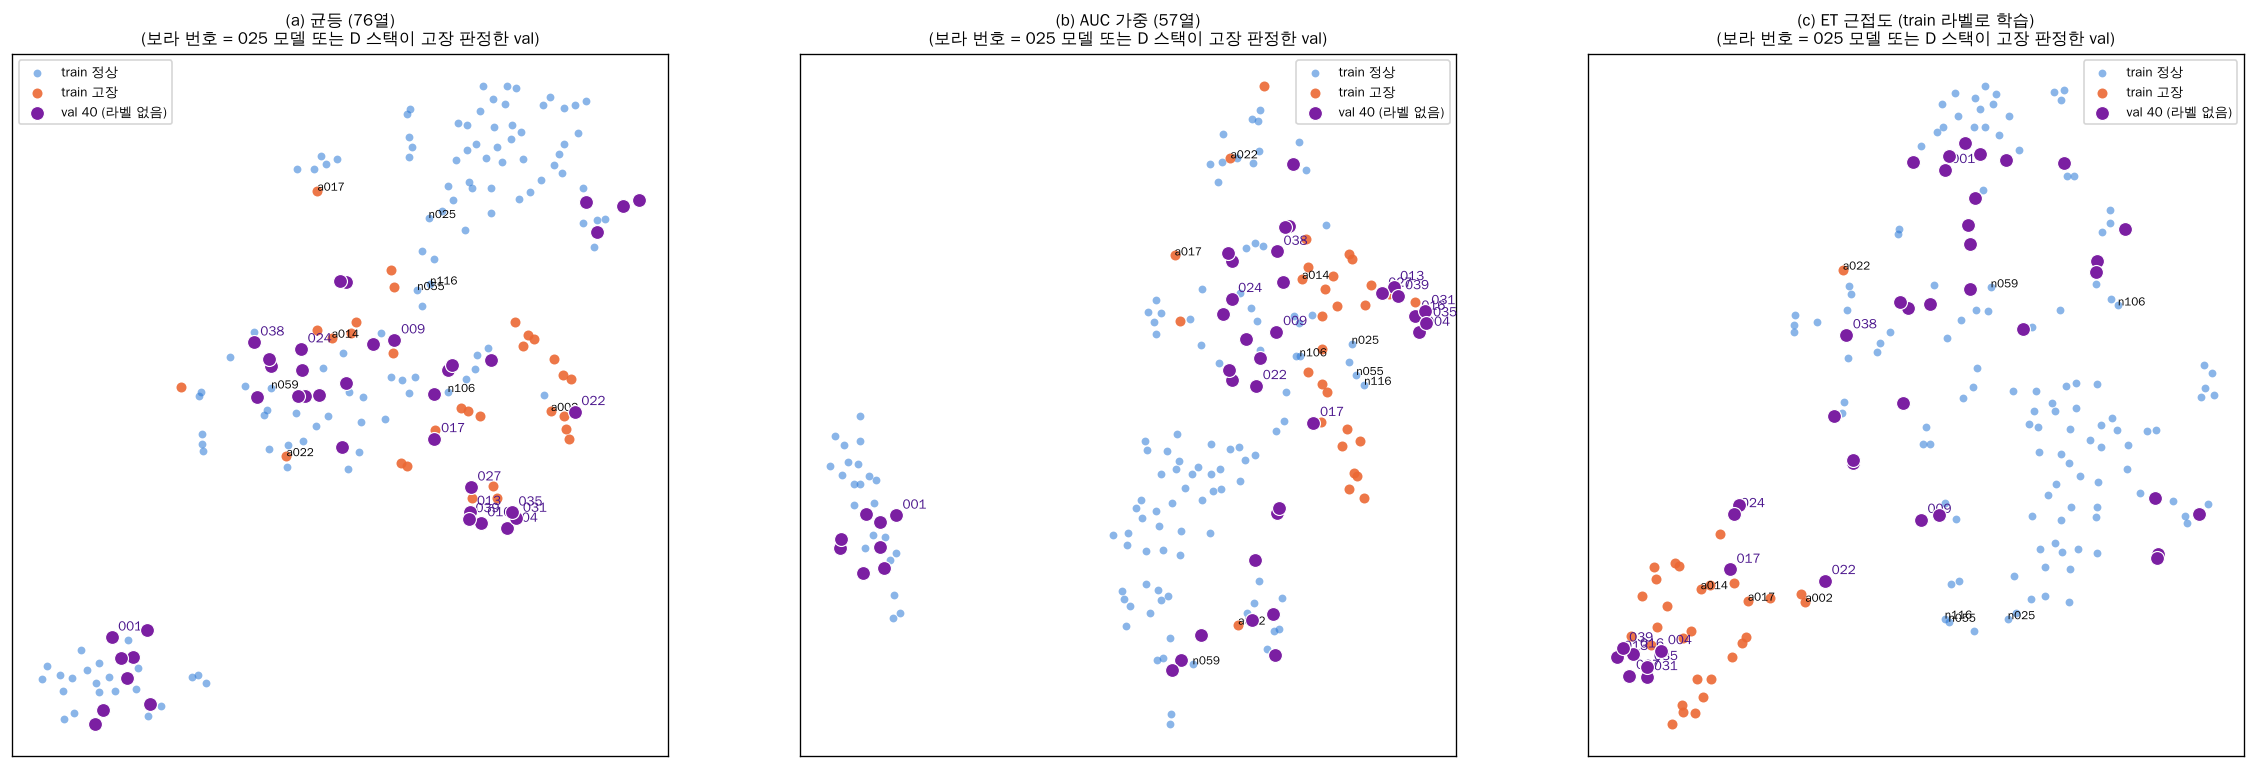 (a) 균등 (76열)
(보라 번호 = 025 모델 또는 D 스택이 고장 판정한 val)
train 정상
train 고장
val 40 (라벨 없음)
a017
n025
n116
n055
038
024
a014
009
n059
n106
022
017
a022
027
035
013
031
001
(b) AUC 가중 (57열)
(보라 번호 = 025 모델 또는 D 스택이 고장 판정한 val)
train 정상
train 고장
val 40 (라벨 없음)
a022
a017
038
a014
013
039
024
031
035
009
n106
n025
n055
n116
022
017
001
n059
(c) ET 근접도 (train 라벨로 학습)
(보라 번호 = 025 모델 또는 D 스택이 고장 판정한 val)
train 정상
train 고장
val 40 (라벨 없음)
a022
n059
n106
038
024
017
022
a014
a017
a002
n055
n025
039
004
031